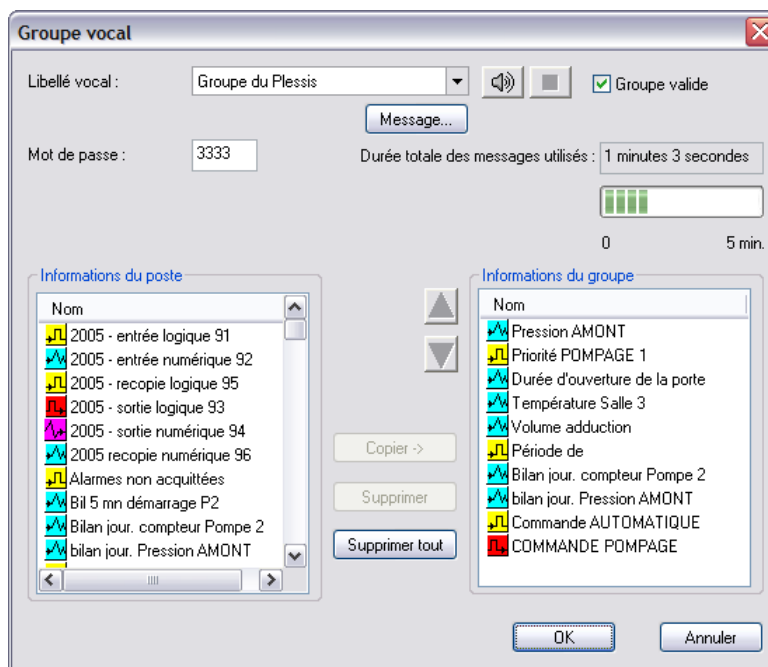 Groupe vocal
Libellé vocal : Groupe du Plessis Groupe valide
Message...
Mot de passe : 3333 Durée totale des messages utilisés : 1 minutes 3 secondes
0 5 min.
Informations du poste
Nom
2005 - entrée logique 91
2005 - entrée numérique 92
2005 - recopie logique 95
2005 - sortie logique 93
2005 - sortie numérique 94
2005 recopie numérique 96
Alarmes non acquittées
Bil 5 mn démarrage P2
Bilan jour. compteur Pompe 2
bilan jour. Pression AMONT
Copier ->
Supprimer
Supprimer tout
Informations du groupe
Nom
Pression AMONT
Priorité POMPAGE 1
Durée d'ouverture de la porte
Température Salle 3
Volume adduction
Période de
Bilan jour. compteur Pompe 2
bilan jour. Pression AMONT
Commande AUTOMATIQUE
COMMANDE POMPAGE
OK Annuler